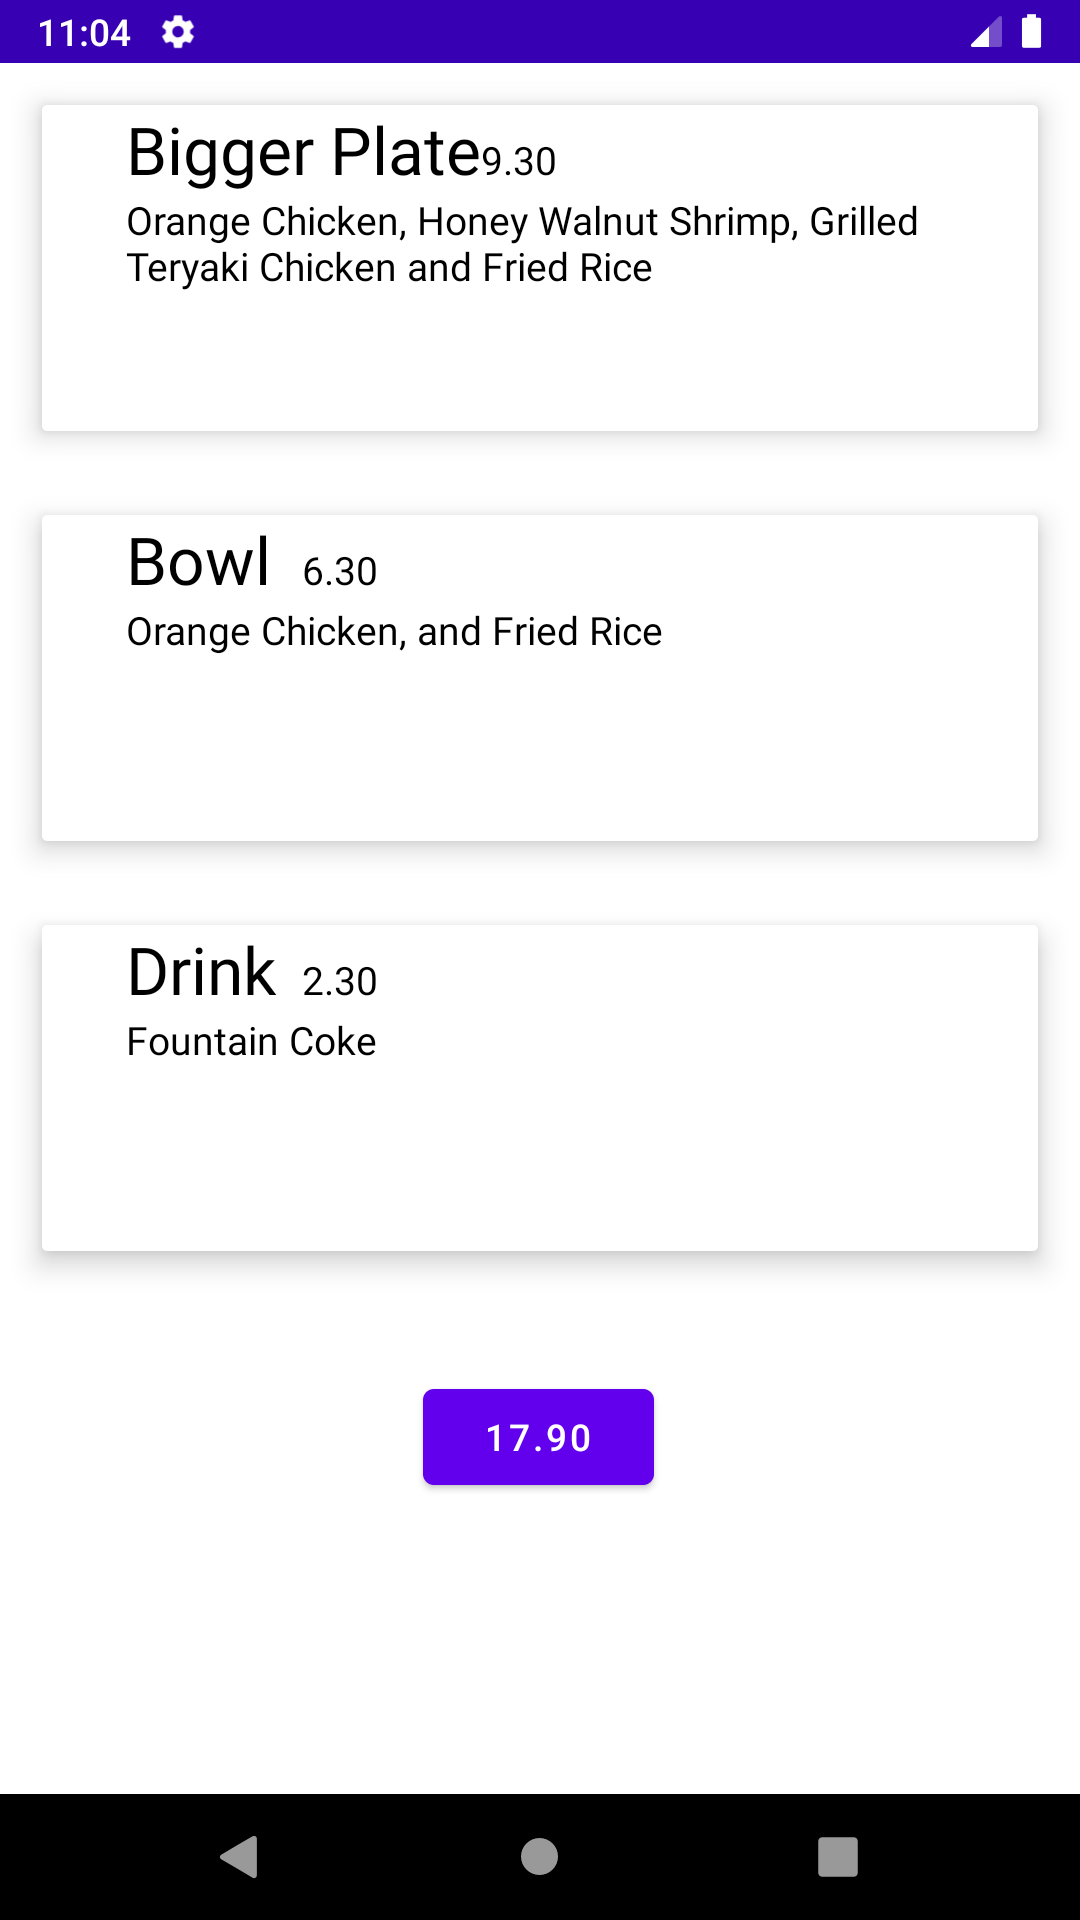 11:04
Bigger Plate9.30
Orange Chicken, Honey Walnut Shrimp, Grilled
Teryaki Chicken and Fried Rice
Bowl 6.30
Orange Chicken, and Fried Rice
Drink 2.30
Fountain Coke
17.90